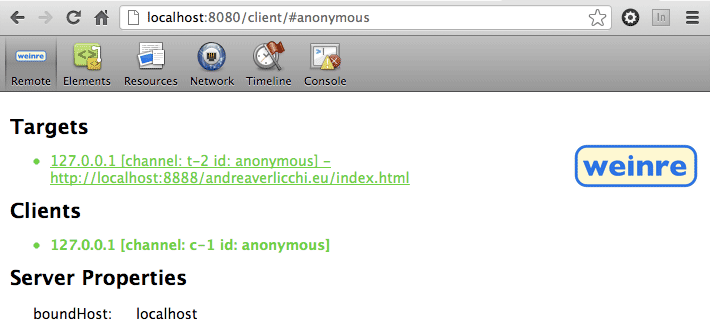 localhost:8080/client/#anonymous
In
weinre
Remote Elements Resources Network Timeline Console
Targets
127.0.0.1 [channel: t-2 id: anonymous] –
http://localhost:8888/andreaverlicchi.eu/index.html
weinre
Clients
127.0.0.1 [channel: c-1 id: anonymous]
Server Properties
boundHost: localhost